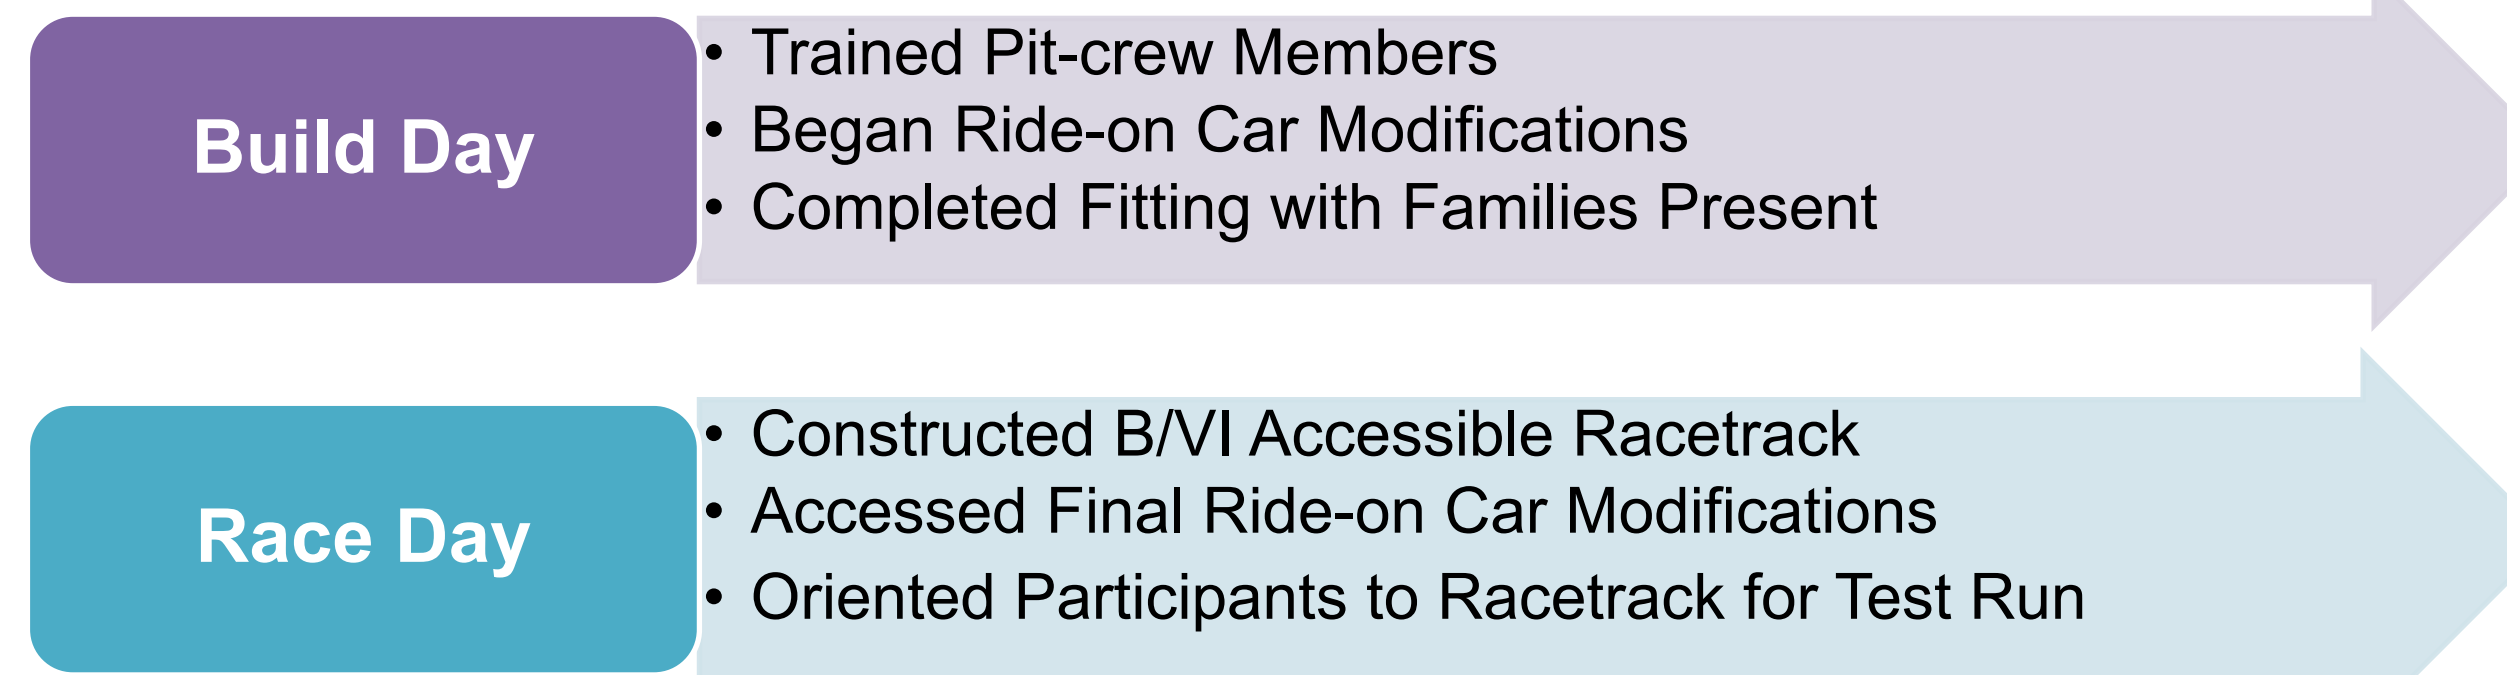 Build Day
• Trained Pit-crew Members
• Began Ride-on Car Modifications
• Completed Fitting with Families Present
Race Day
• Constructed B/VI Accessible Racetrack
• Accessed Final Ride-on Car Modifications
• Oriented Participants to Racetrack for Test Run